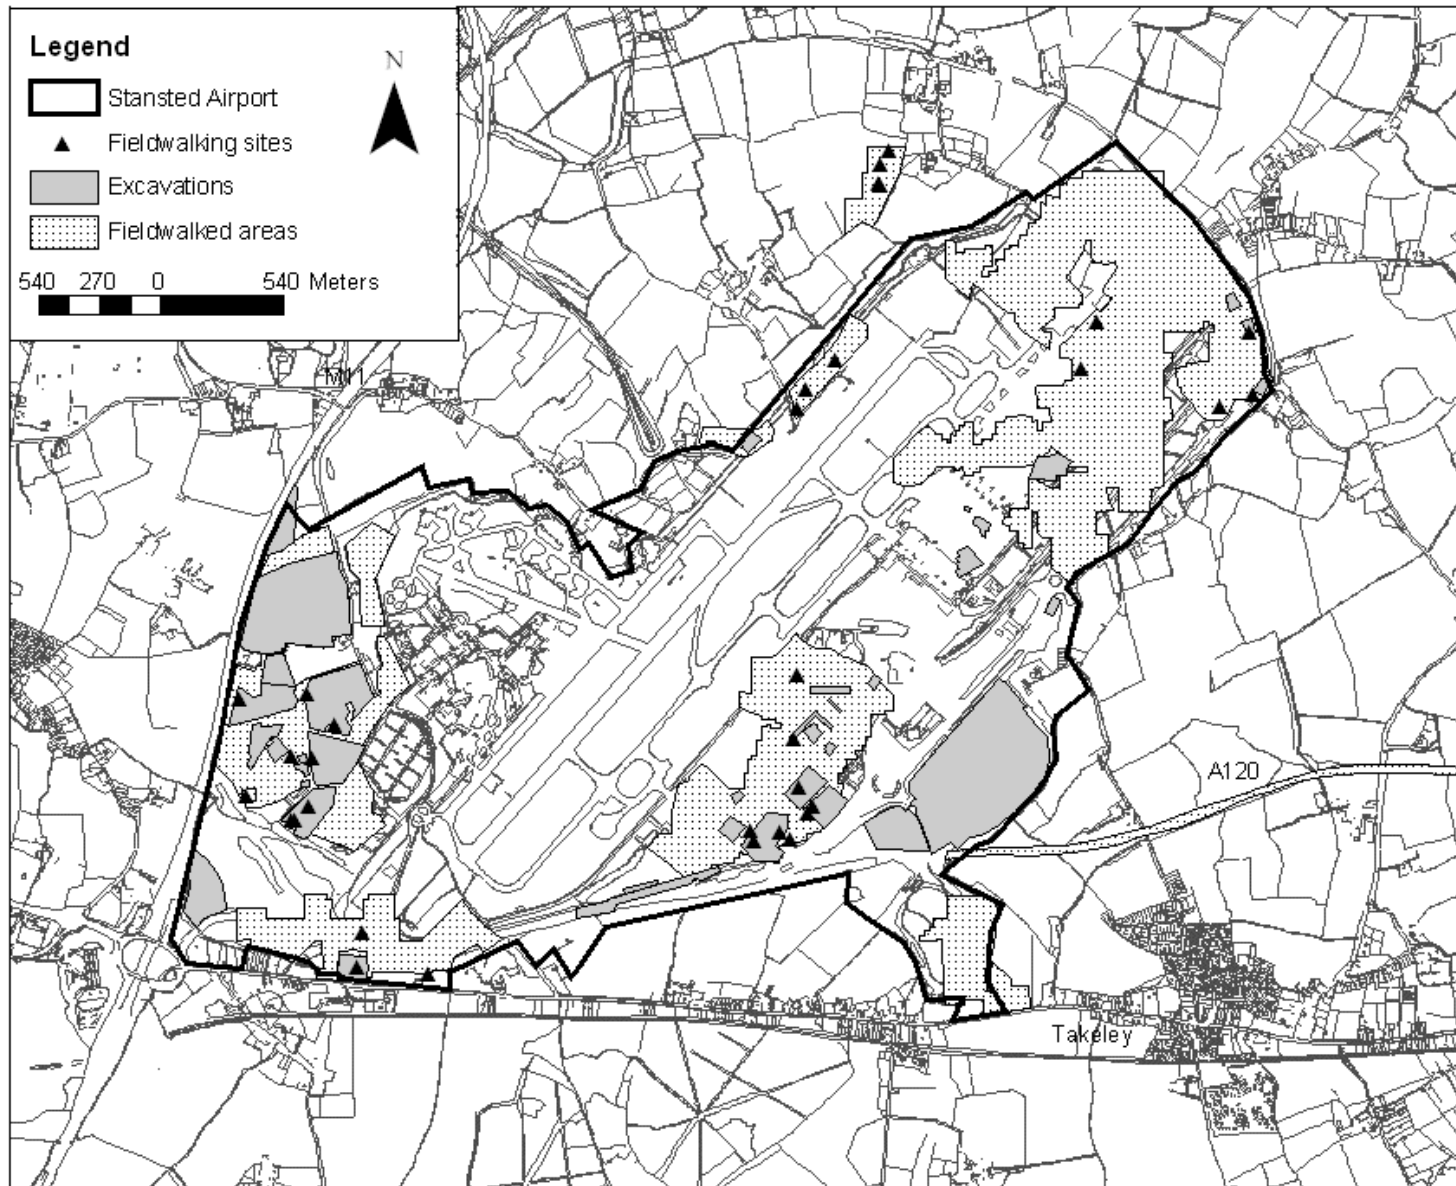 Legend
N
Stansted Airport
Fieldwalking sites
Excavations
Fieldwalked areas
540 270 0 540 Meters
M11
A120
Takeley